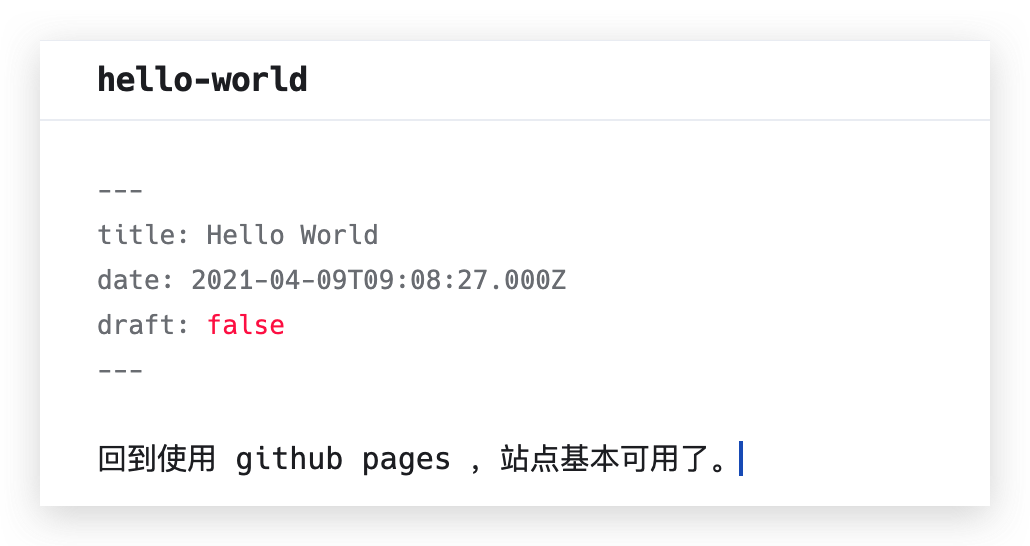 hello-world
---
title: Hello World
date: 2021-04-09T09:08:27.000Z
draft: false
---
回到使用 github pages ，站点基本可用了。